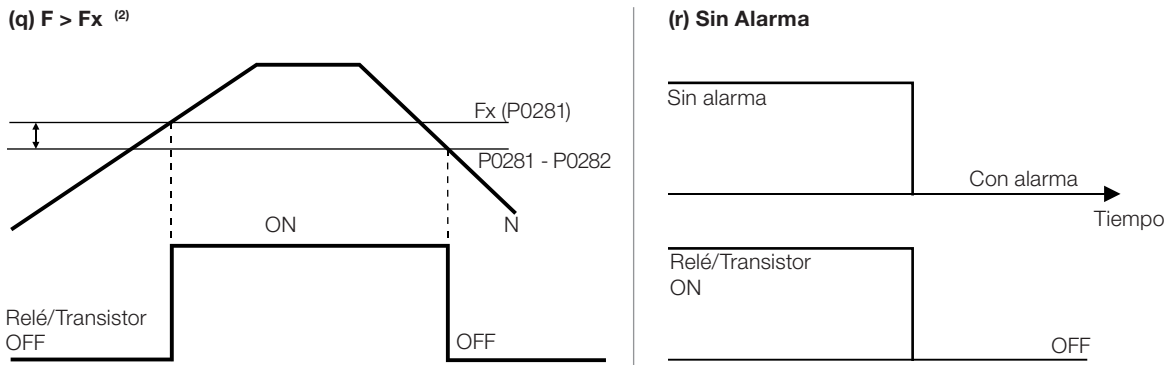 (q) F > Fx (2)
Fx (P0281)
P0281 - P0282
N
ON
Relé/Transistor
OFF
OFF
(r) Sin Alarma
Sin alarma
Con alarma
Tiempo
Relé/Transistor
ON
OFF